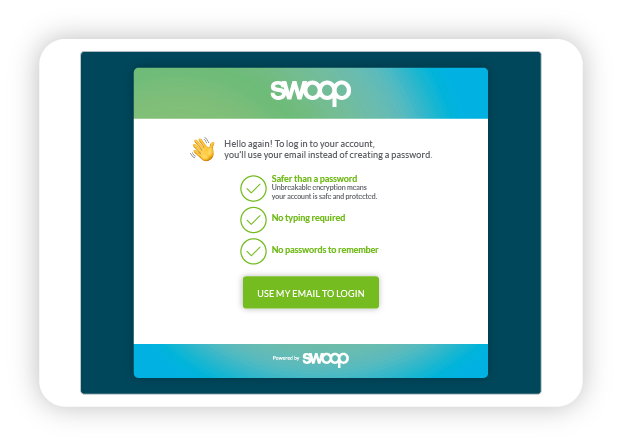 swoop
Hello again! To log in to your account,
you'll use your email instead of creating a password.
Safer than a password
Unbreakable encryption means
your account is safe and protected.
No typing required
No passwords to remember
USE MY EMAIL TO LOGIN
Powered by swoop